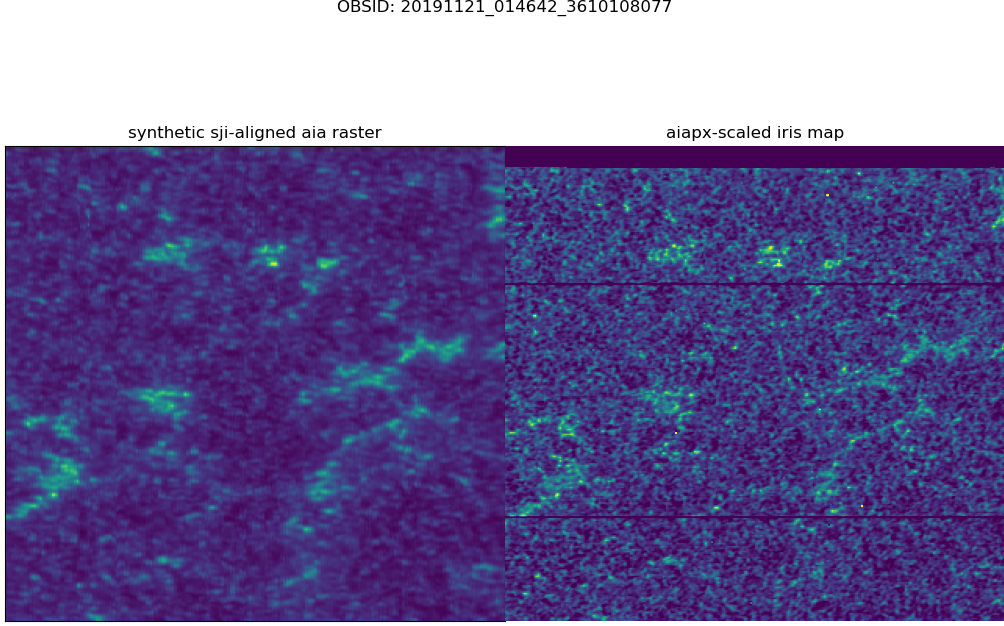 OBSID: 20191121_014642_3610108077
synthetic sji-aligned aia raster
aiapx-scaled iris map